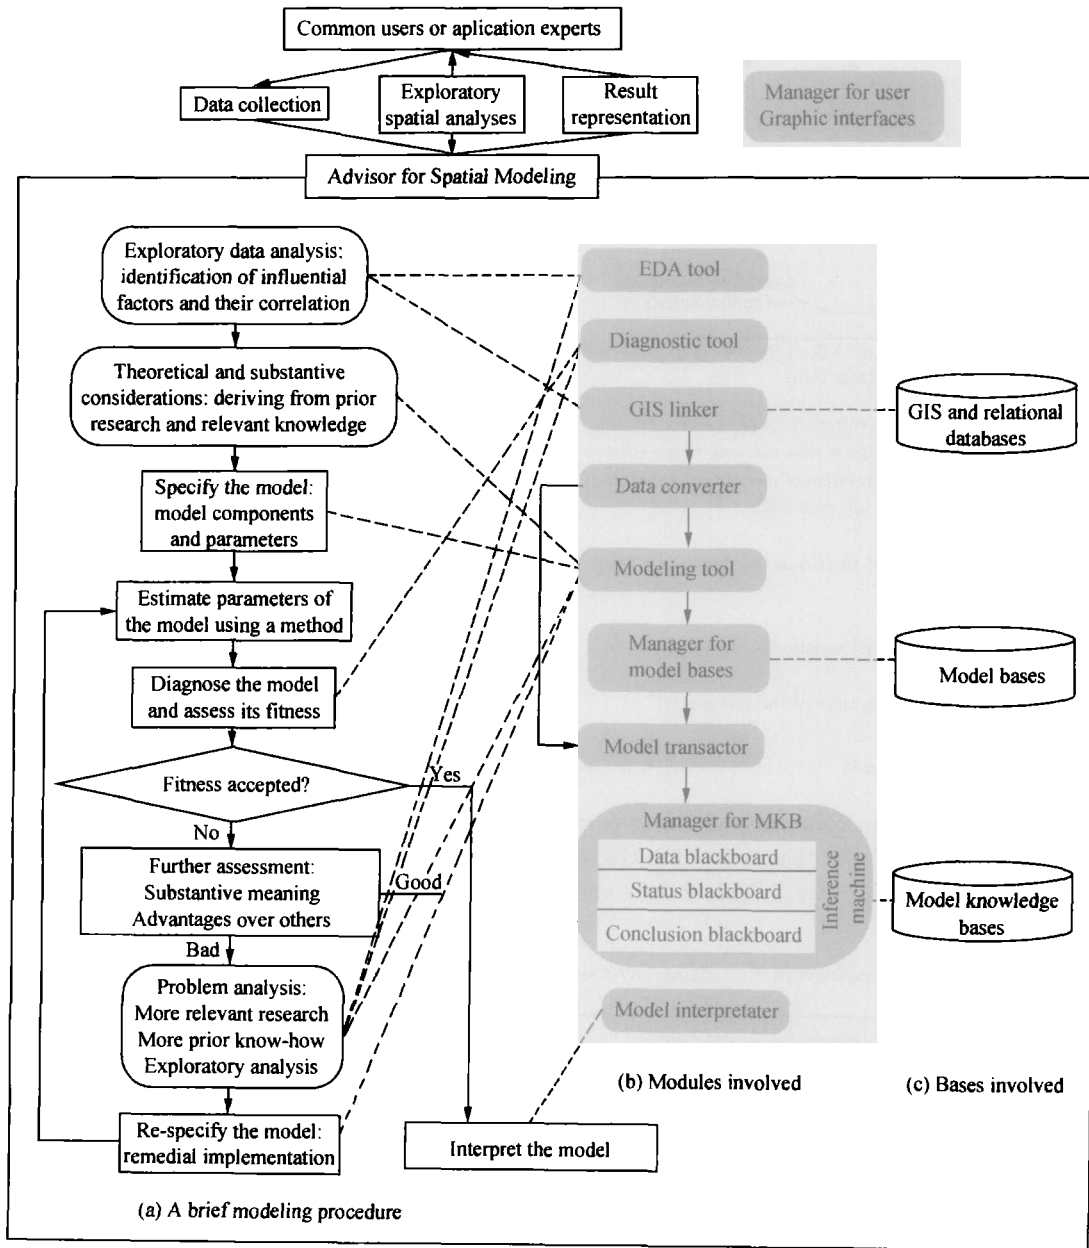 Common users or aplication experts
Data collection
Exploratory
spatial analyses
Result
representation
Manager for user
Graphic interfaces
Advisor for Spatial Modeling
Exploratory data analysis:
identification of influential
factors and their correlation
Theoretical and substantive
considerations: deriving from prior
research and relevant knowledge
Specify the model:
model components
and parameters
Estimate parameters of
the model using a method
Diagnose the model
and assess its fitness
Fitness accepted?
Yes
No
Further assessment:
Substantive meaning
Advantages over others
Good
Bad
Problem analysis:
More relevant research
More prior know-how
Exploratory analysis
Re-specify the model:
remedial implementation
Interpret the model
(a) A brief modeling procedure
EDA tool
Diagnostic tool
GIS linker
Data converter
Modeling tool
Manager for
model bases
Model transactor
Manager for MKB
Data blackboard
Status blackboard
Conclusion blackboard
Inference
machine
Model interpretater
(b) Modules involved
GIS and relational
databases
Model bases
Model knowledge
bases
(c) Bases involved